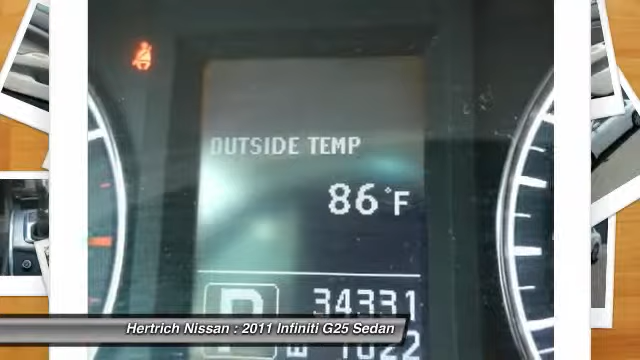 OUTSIDE TEMP
86°F
P 34331
Hertrich Nissan : 2011 Infiniti G25 Sedan